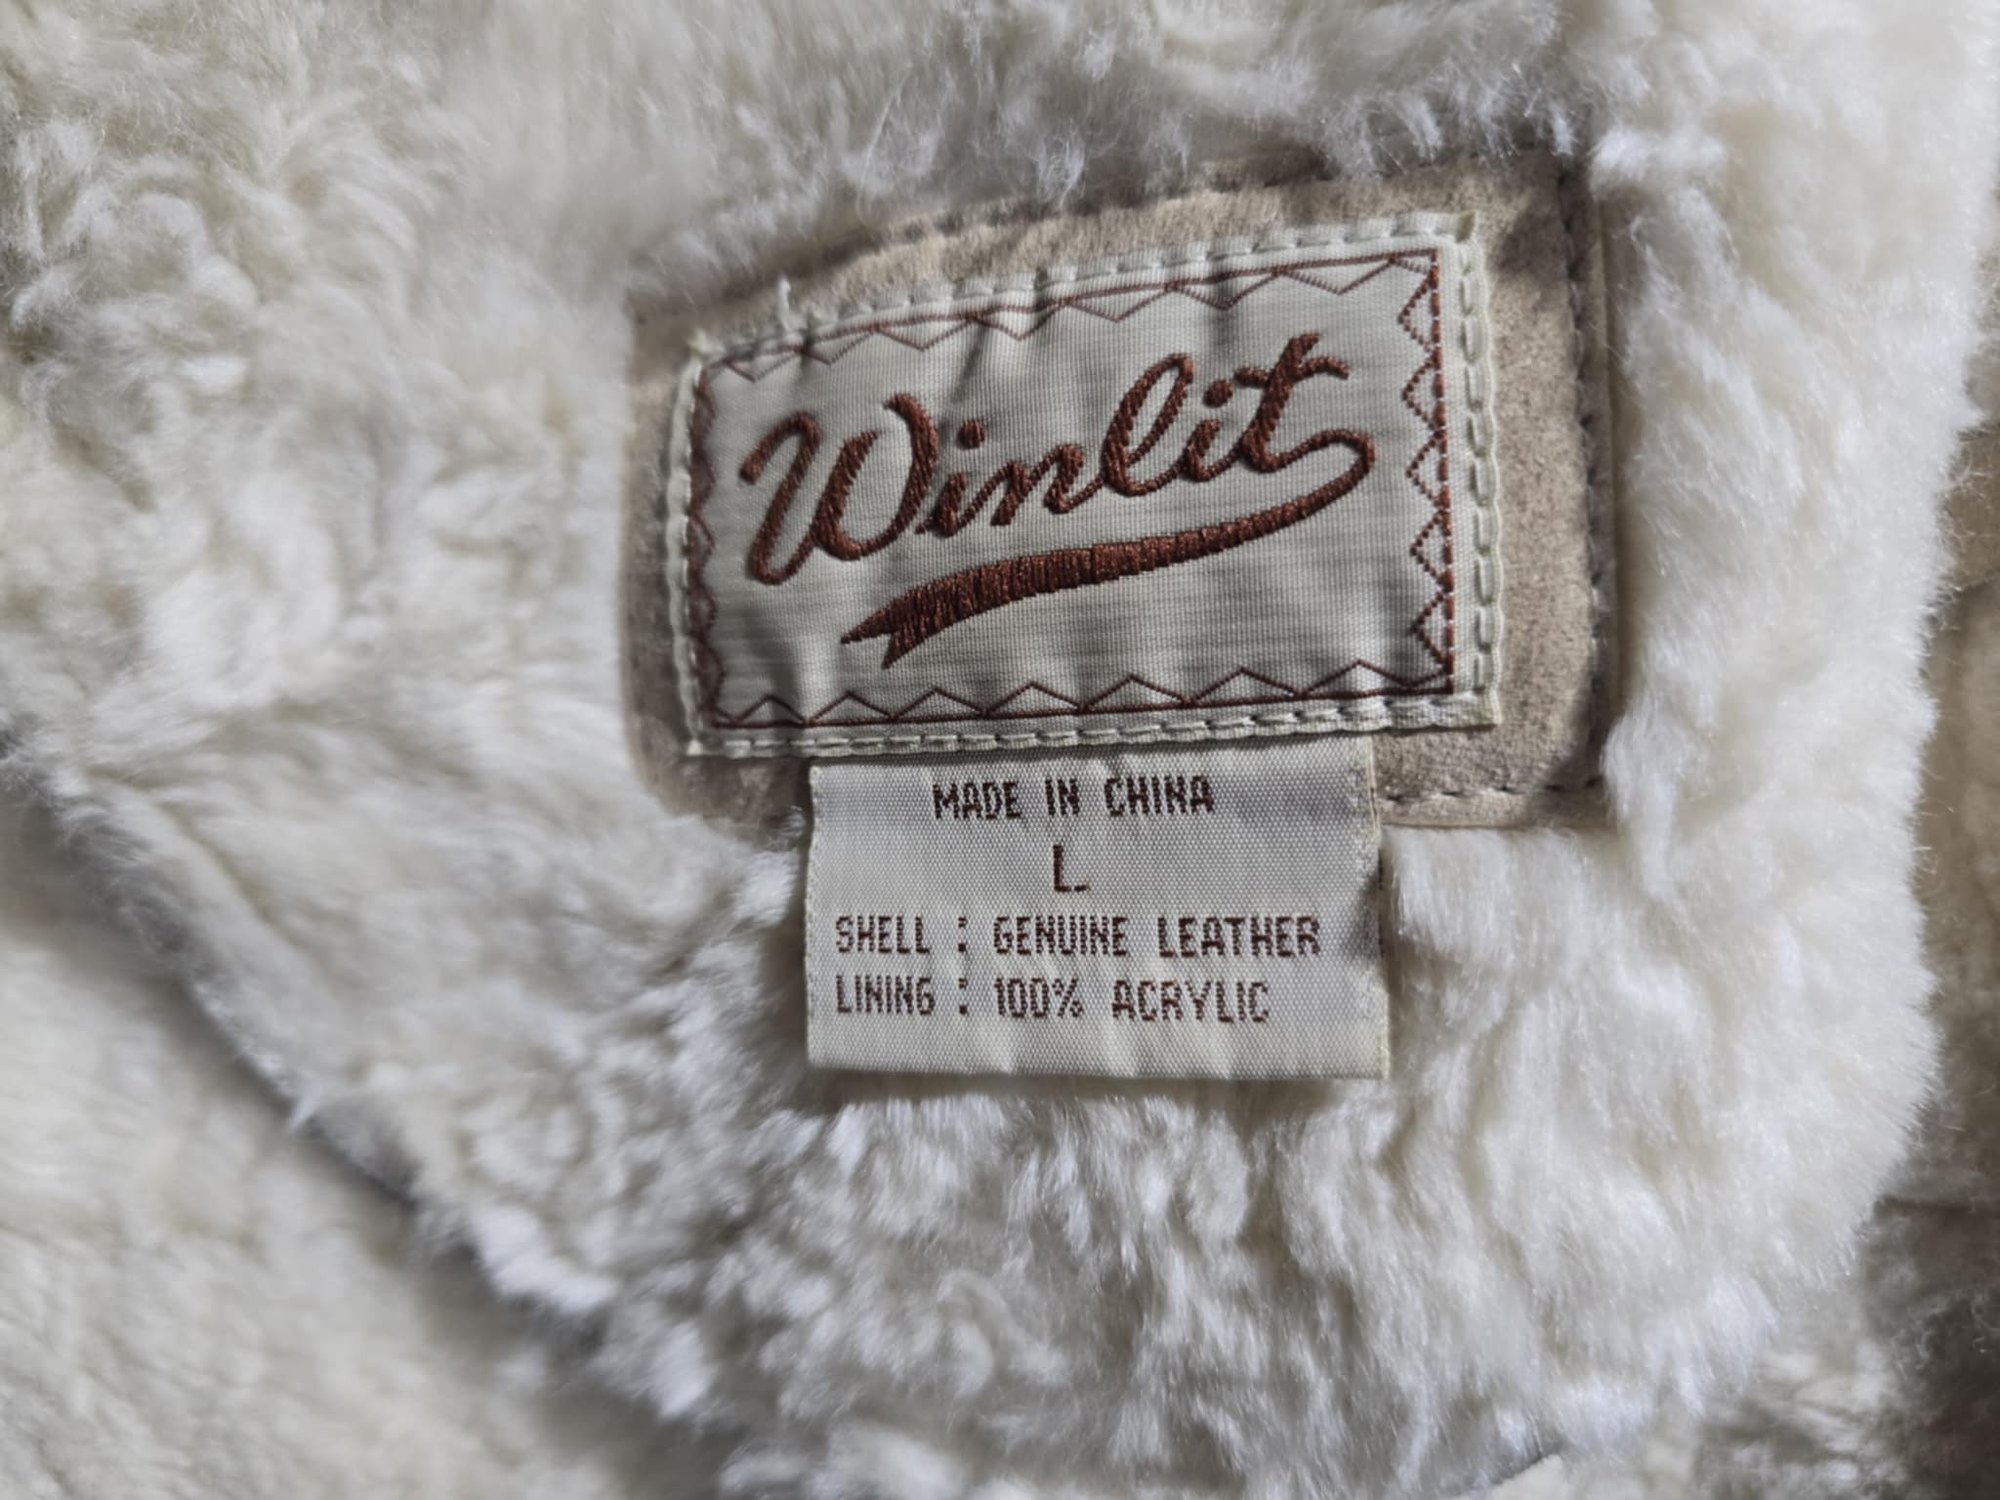 Winlit
MADE IN CHINA
L
SHELL : GENUINE LEATHER
LINING : 100% ACRYLIC